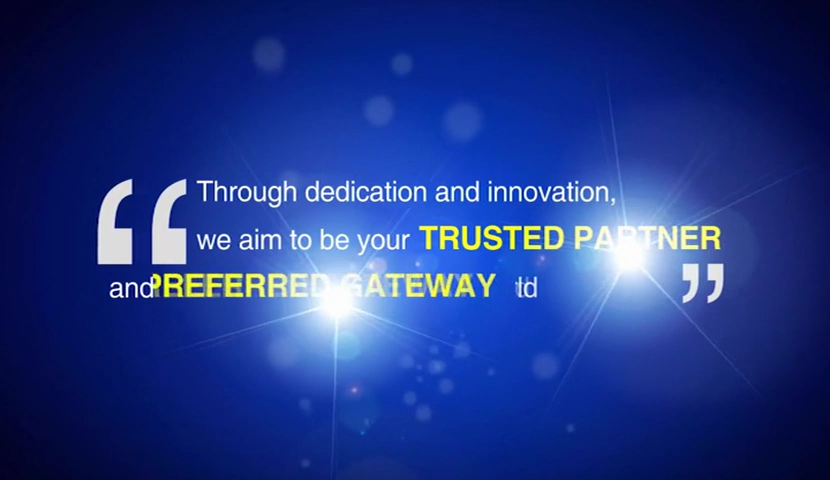 “Through dedication and innovation,
we aim to be your TRUSTED PARTNER
and PREFERRED GATEWAY ”